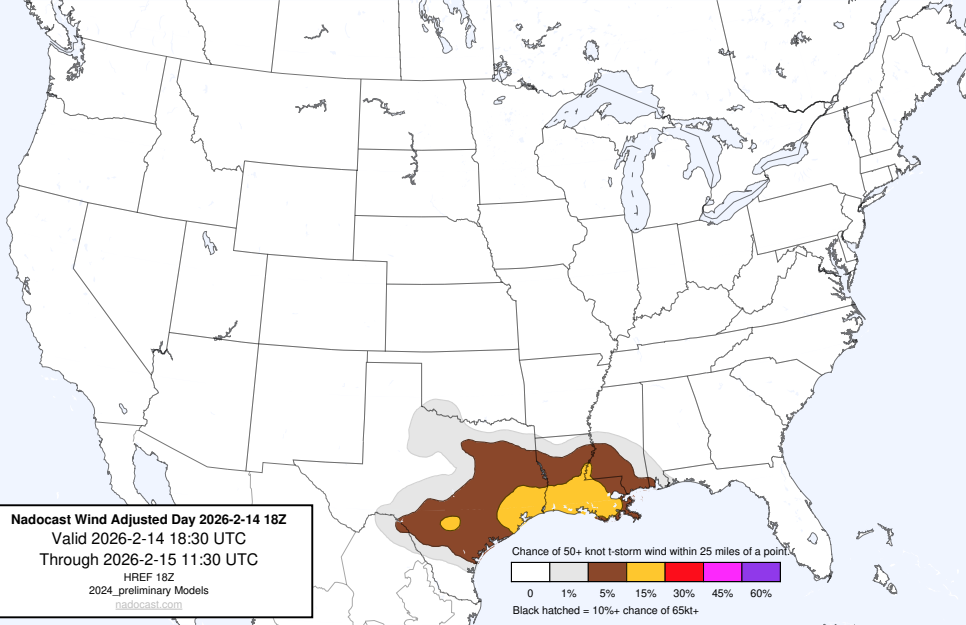 Nadocast Wind Adjusted Day 2026-2-14 18Z
Valid 2026-2-14 18:30 UTC
Through 2026-2-15 11:30 UTC
HREF 18Z
2024_preliminary Models
nadocast.com
Chance of 50+ knot t-storm wind within 25 miles of a point.
0 1% 5% 15% 30% 45% 60%
Black hatched = 10%+ chance of 65kt+